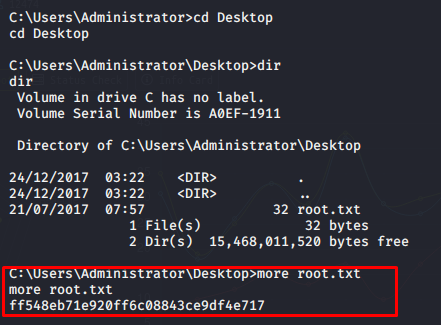 C:\Users\Administrator>cd Desktop
cd Desktop
C:\Users\Administrator\Desktop>dir
dir
 Volume in drive C has no label.
 Volume Serial Number is A0EF-1911
 Directory of C:\Users\Administrator\Desktop
24/12/2017  03:22    <DIR>          .
24/12/2017  03:22    <DIR>          ..
21/07/2017  07:57                32 root.txt
               1 File(s)             32 bytes
               2 Dir(s)  15,468,011,520 bytes free
C:\Users\Administrator\Desktop>more root.txt
more root.txt
ff548eb71e920ff6c08843ce9df4e717